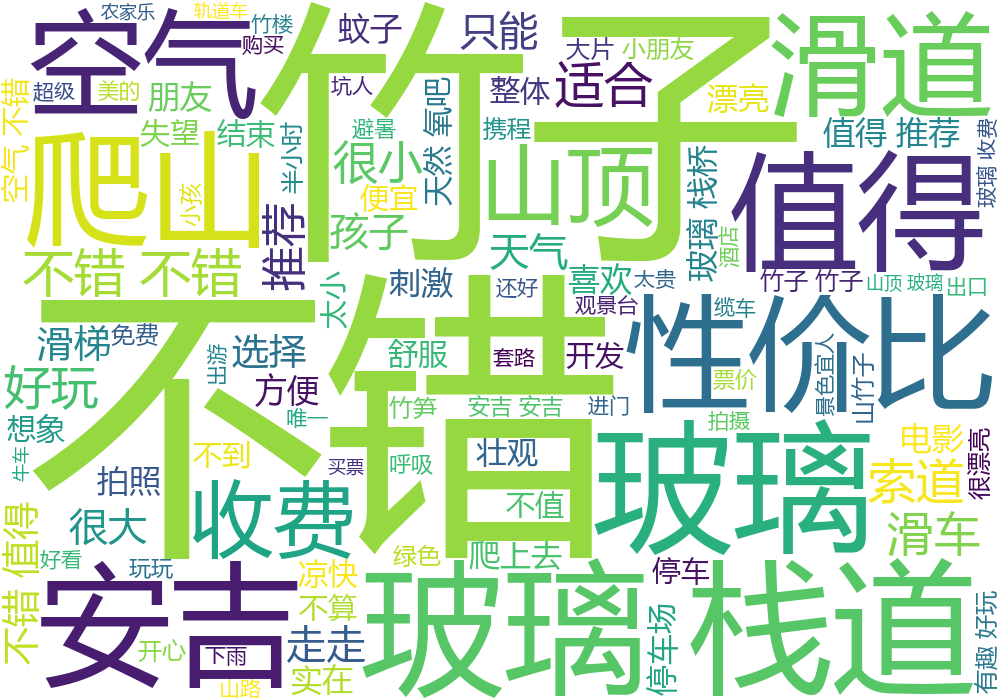 农家乐
轨道车
竹楼
购买
空气
竹子
蚊子
只能
大片
小朋友
滑道
超级
美的
朋友
坑人
整体
适合
漂亮
空气 不错
失望
结束
半小时
避暑
天然 氧吧
携程
值得 推荐
玻璃 收费
爬山
小孩
很小
便宜
山顶
玻璃 栈桥
酒店
值得
推荐
孩子
不错 不错
天气
喜欢
太小
刺激
还好
太贵
竹子 竹子
山顶 玻璃
出口
观景台
缆车
不错
性价比
滑梯
免费
出游
选择
舒服
套路
开发
票价
景色宜人
山竹子
好玩
方便
唯一
竹笋
安吉 安吉
进门
拍摄
想象
牛车
不到
买票
呼吸
壮观
玻璃
电影
很漂亮
拍照
收费
不值
索道
不错 值得
很大
绿色
爬上去
滑车
好看
玩玩
凉快
停车
安吉
不算
玻璃 栈道
停车场
有趣 好玩
走走
开心
下雨
实在
山路